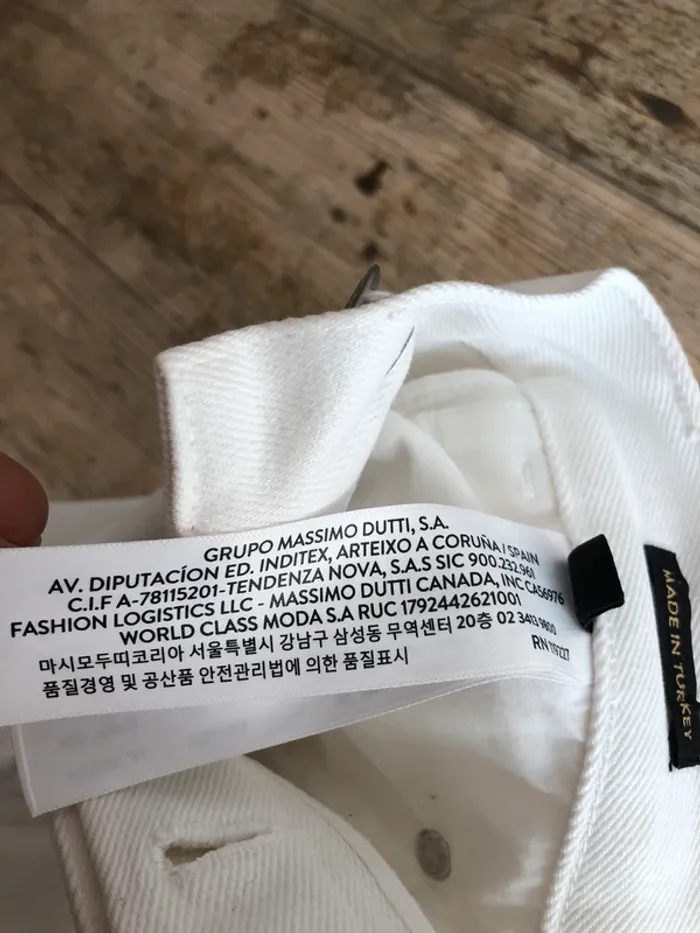 GRUPO MASSIMO DUTTI, S.A.
AV. DIPUTACÍON ED. INDITEX, ARTEIXO A CORUÑA / SPAIN
C.I.F A-78115201-TENDENZA NOVA, S.A.S SIC 900.232.961
FASHION LOGISTICS LLC - MASSIMO DUTTI CANADA, INC CA56976
WORLD CLASS MODA S.A RUC 1792442621001
마시모두띠코리아 서울특별시 강남구 삼성동 무역센터 20층 02 3413 9800
품질경영 및 공산품 안전관리법에 의한 품질표시
RN 119227
MADE IN TURKEY